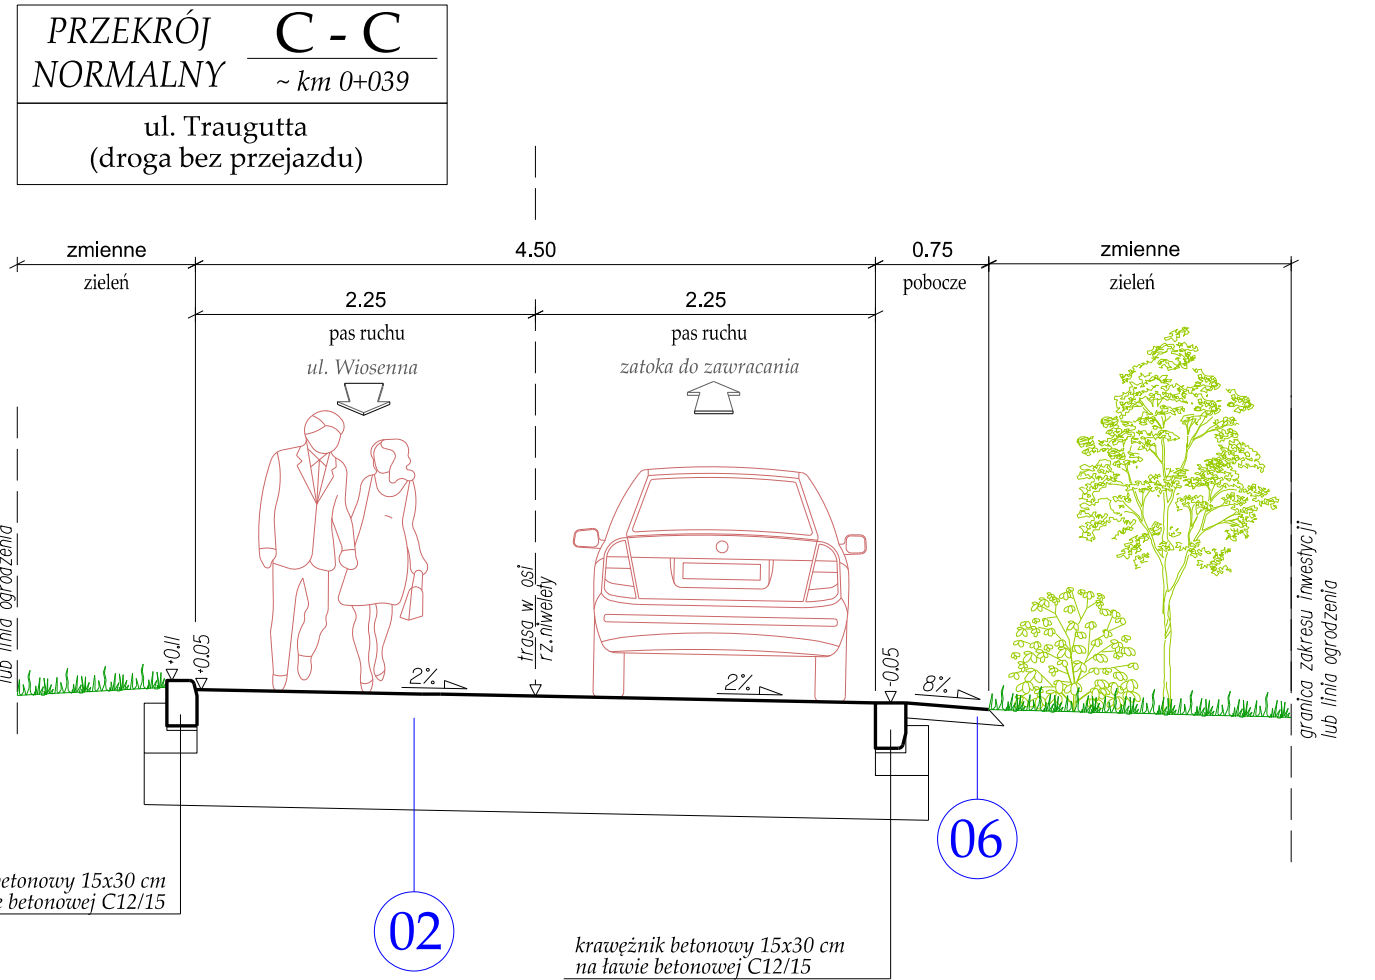 PRZEKRÓJ
NORMALNY
C - C
~ km 0+039
ul. Traugutta
(droga bez przejazdu)
zmienne
4.50
0.75
zmienne
zieleń
pobocze
zieleń
2.25
2.25
pas ruchu
pas ruchu
ul. Wiosenna
zatoka do zawracania
lub linia ogrodzenia
+0.11
+0.05
2%
trasa w osi
rz.niwelety
2%
-0.05
8%
granica zakresu inwestycji
lub linia ogrodzenia
02
06
betonowy 15x30 cm
betonowej C12/15
krawężnik betonowy 15x30 cm
na ławie betonowej C12/15